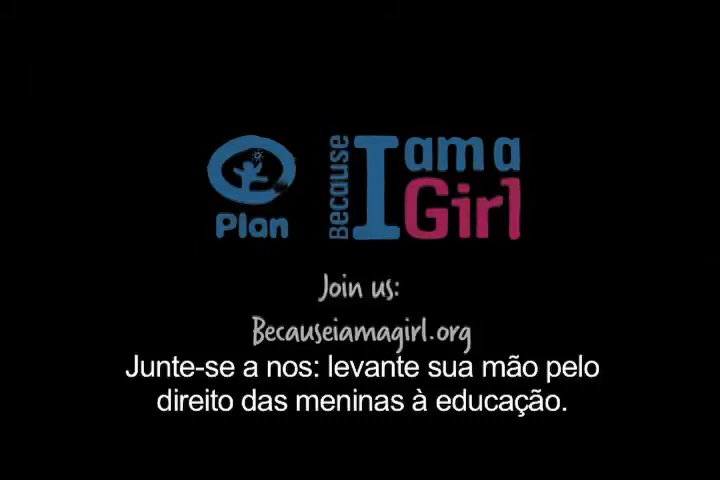 Plan
Because
I am a
Girl
Join us:
Becauseiamagirl.org
Junte-se a nos: levante sua mão pelo
direito das meninas à educação.